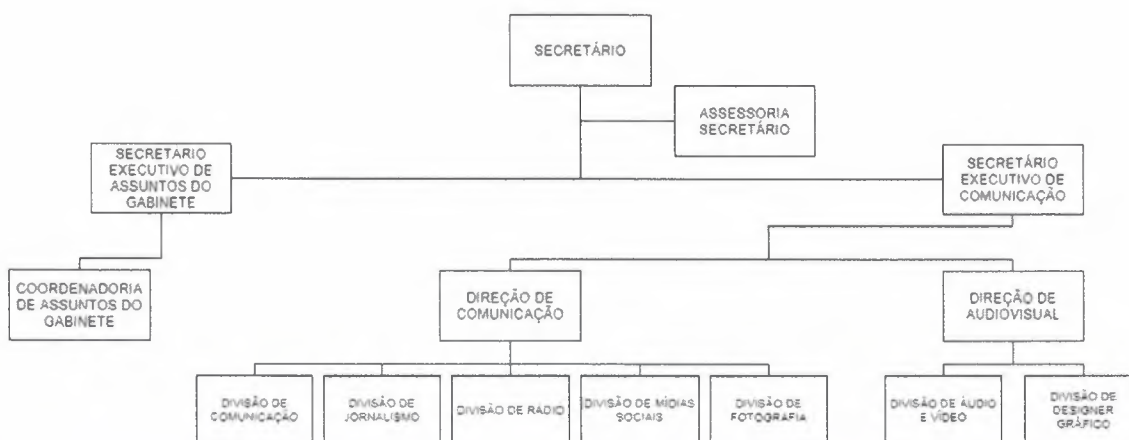 SECRETÁRIO
ASSESSORIA
SECRETÁRIO
SECRETARIO
EXECUTIVO DE
ASSUNTOS DO
GABINETE
SECRETÁRIO
EXECUTIVO DE
COMUNICAÇÃO
COORDENADORIA
DE ASSUNTOS DO
GABINETE
DIREÇÃO DE
COMUNICAÇÃO
DIREÇÃO DE
AUDIOVISUAL
DIVISÃO DE
COMUNICAÇÃO
DIVISÃO DE
JORNALISMO
DIVISÃO DE RÁDIO
DIVISÃO DE MÍDIAS
SOCIAIS
DIVISÃO DE
FOTOGRAFIA
DIVISÃO DE ÁUDIO
E VÍDEO
DIVISÃO DE
DESIGNER
GRÁFICO